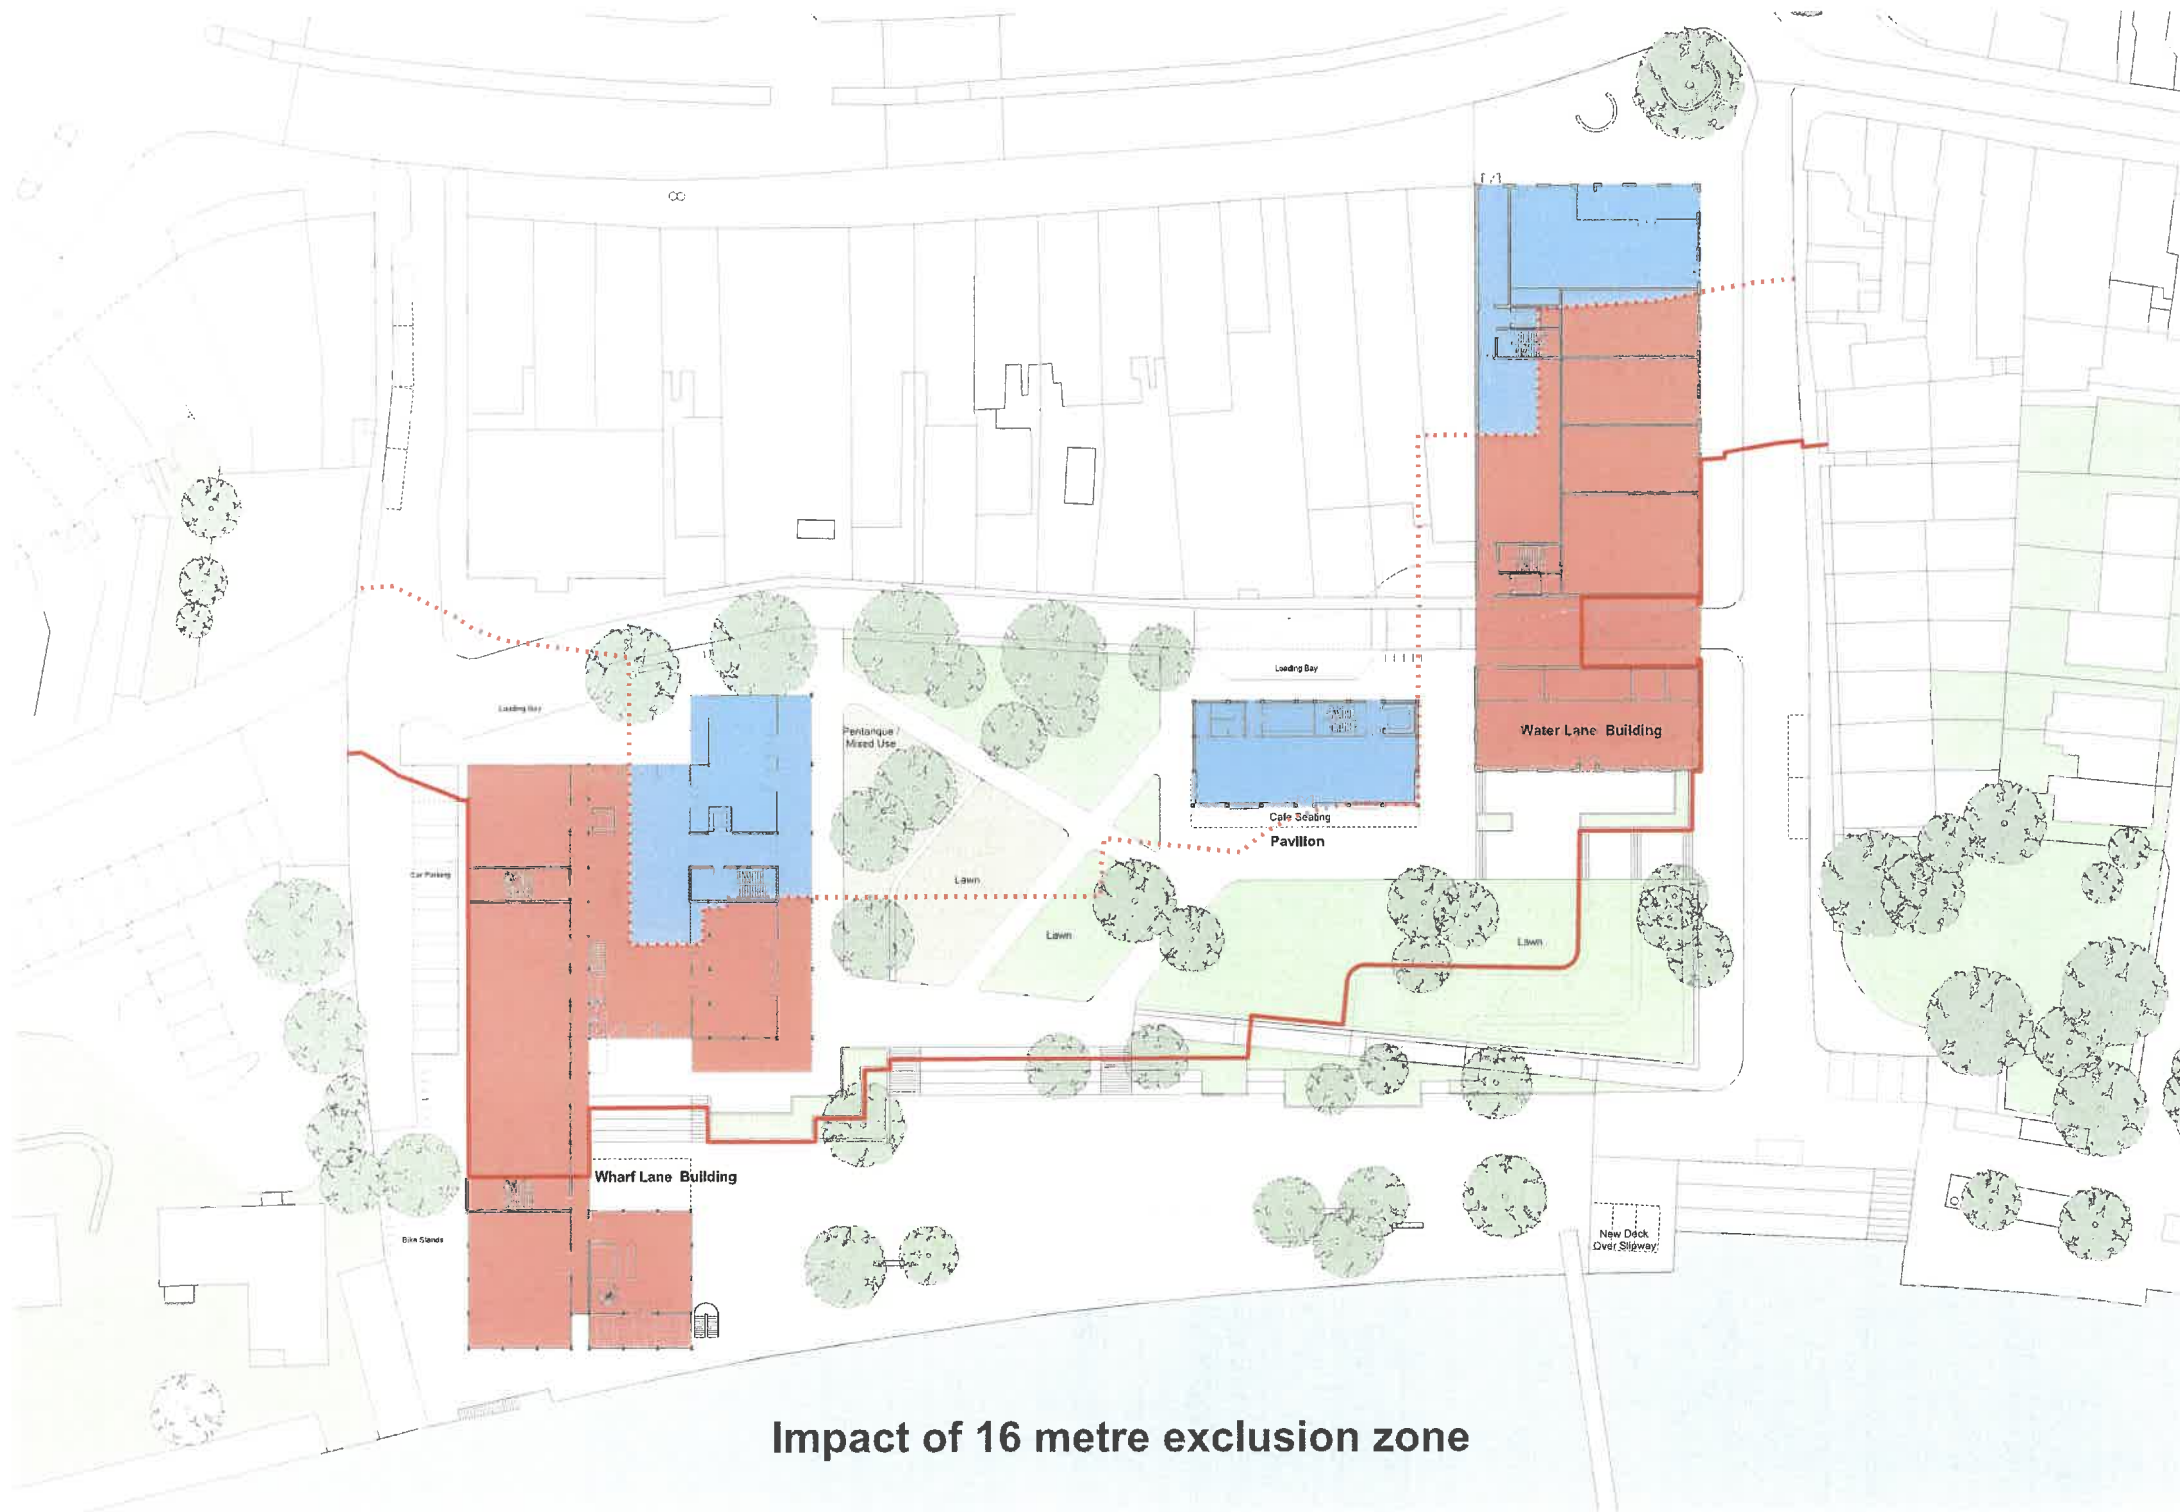 Loading Bay
Loading Bay
Pentanque /
Mixed Use
Water Lane Building
Cafe Seating
Pavilion
Car Parking
Lawn
Lawn
Lawn
Wharf Lane Building
Bike Stands
New Deck
Over Slipway
Impact of 16 metre exclusion zone